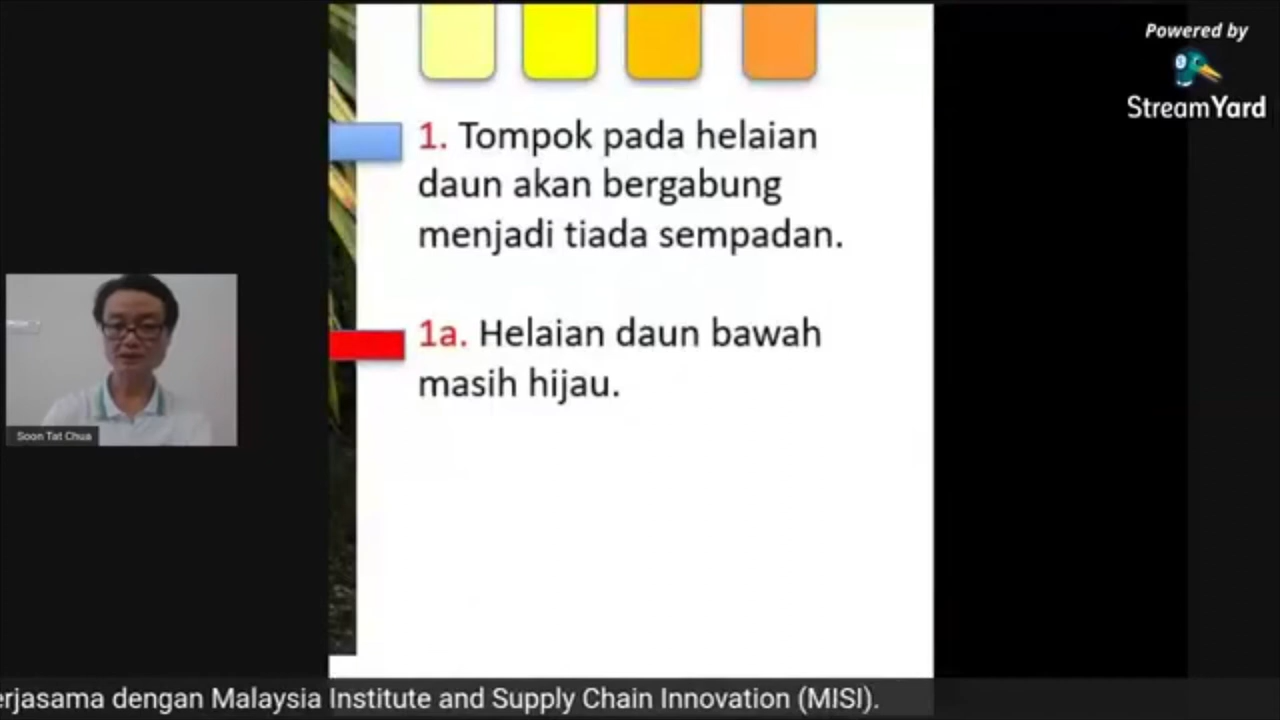 Powered by
StreamYard
1. Tompok pada helaian
daun akan bergabung
menjadi tiada sempadan.
1a. Helaian daun bawah
masih hijau.
Soon Tat Chua
erjasama dengan Malaysia Institute and Supply Chain Innovation (MISI).